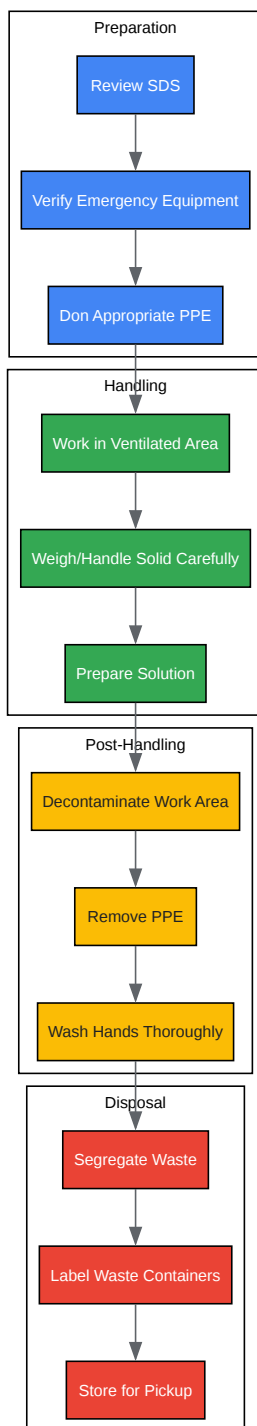 Preparation
Review SDS
Verify Emergency Equipment
Don Appropriate PPE
Handling
Work in Ventilated Area
Weigh/Handle Solid Carefully
Prepare Solution
Post-Handling
Decontaminate Work Area
Remove PPE
Wash Hands Thoroughly
Disposal
Segregate Waste
Label Waste Containers
Store for Pickup